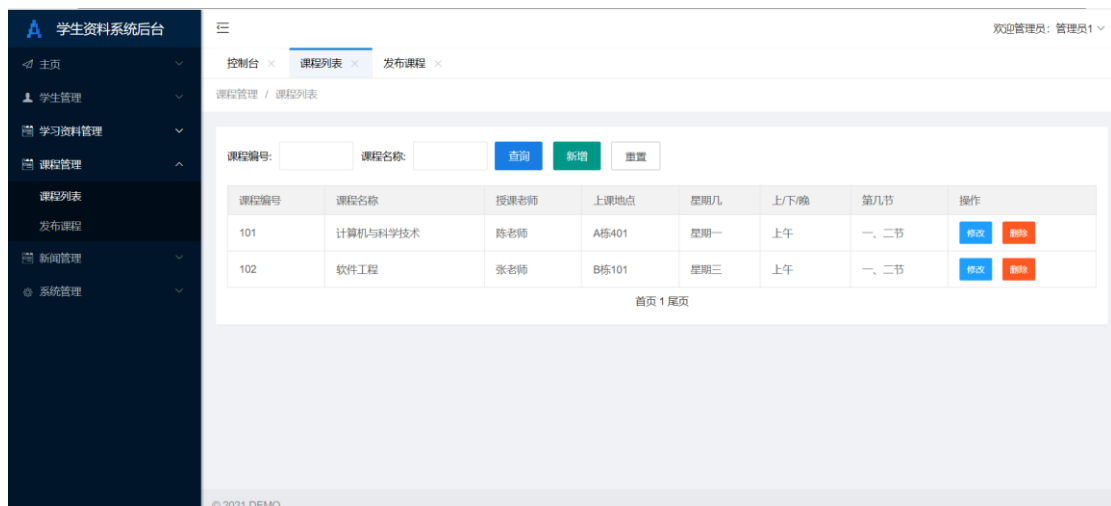 学生资料系统后台
欢迎管理员：管理员1
主页
学生管理
学习资料管理
课程管理
课程列表
发布课程
新闻管理
系统管理
控制台 课程列表 发布课程
课程管理 / 课程列表
课程编号: 课程名称: 查询 新增 重置
课程编号 课程名称 授课老师 上课地点 星期几 上/下/晚 第几节 操作
101 计算机与科学技术 陈老师 A栋401 星期一 上午 一、二节 修改 删除
102 软件工程 张老师 B栋101 星期三 上午 一、二节 修改 删除
首页 1 尾页
© 2021 DEMO